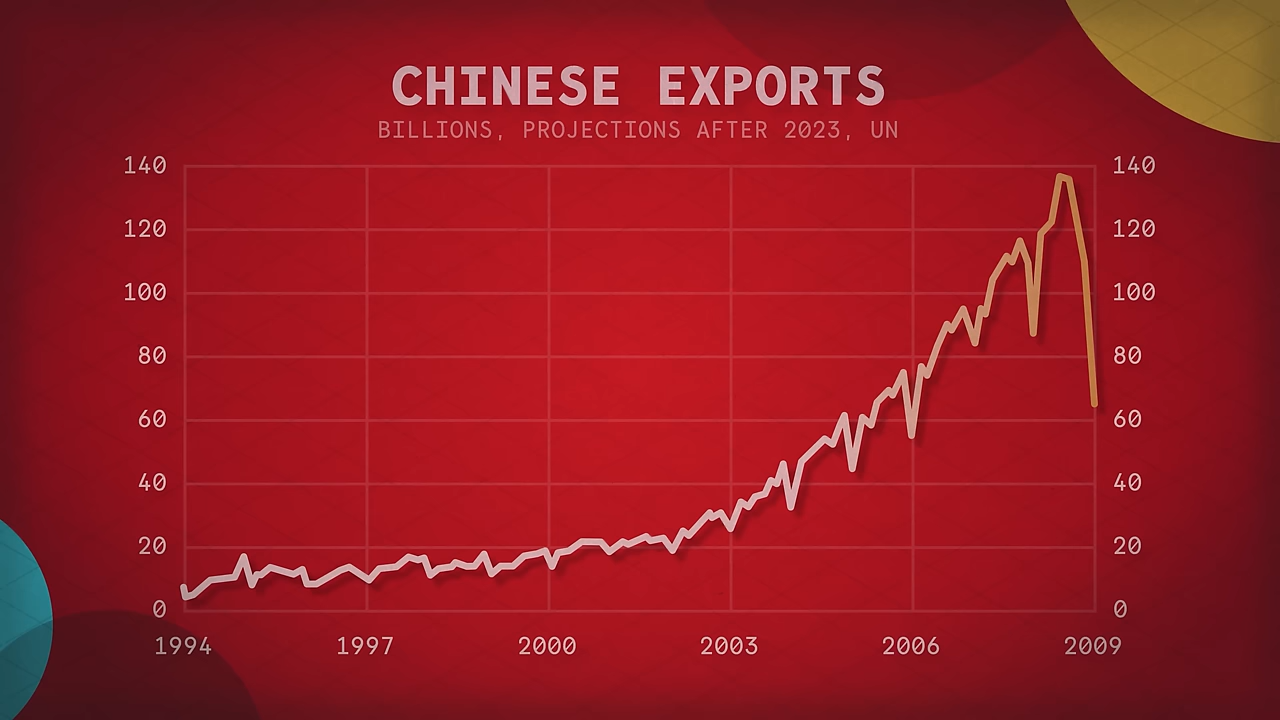 CHINESE EXPORTS
BILLIONS, PROJECTIONS AFTER 2023, UN
140 140
120 120
100 100
80 80
60 60
40 40
20 20
0 0
1994 1997 2000 2003 2006 2009